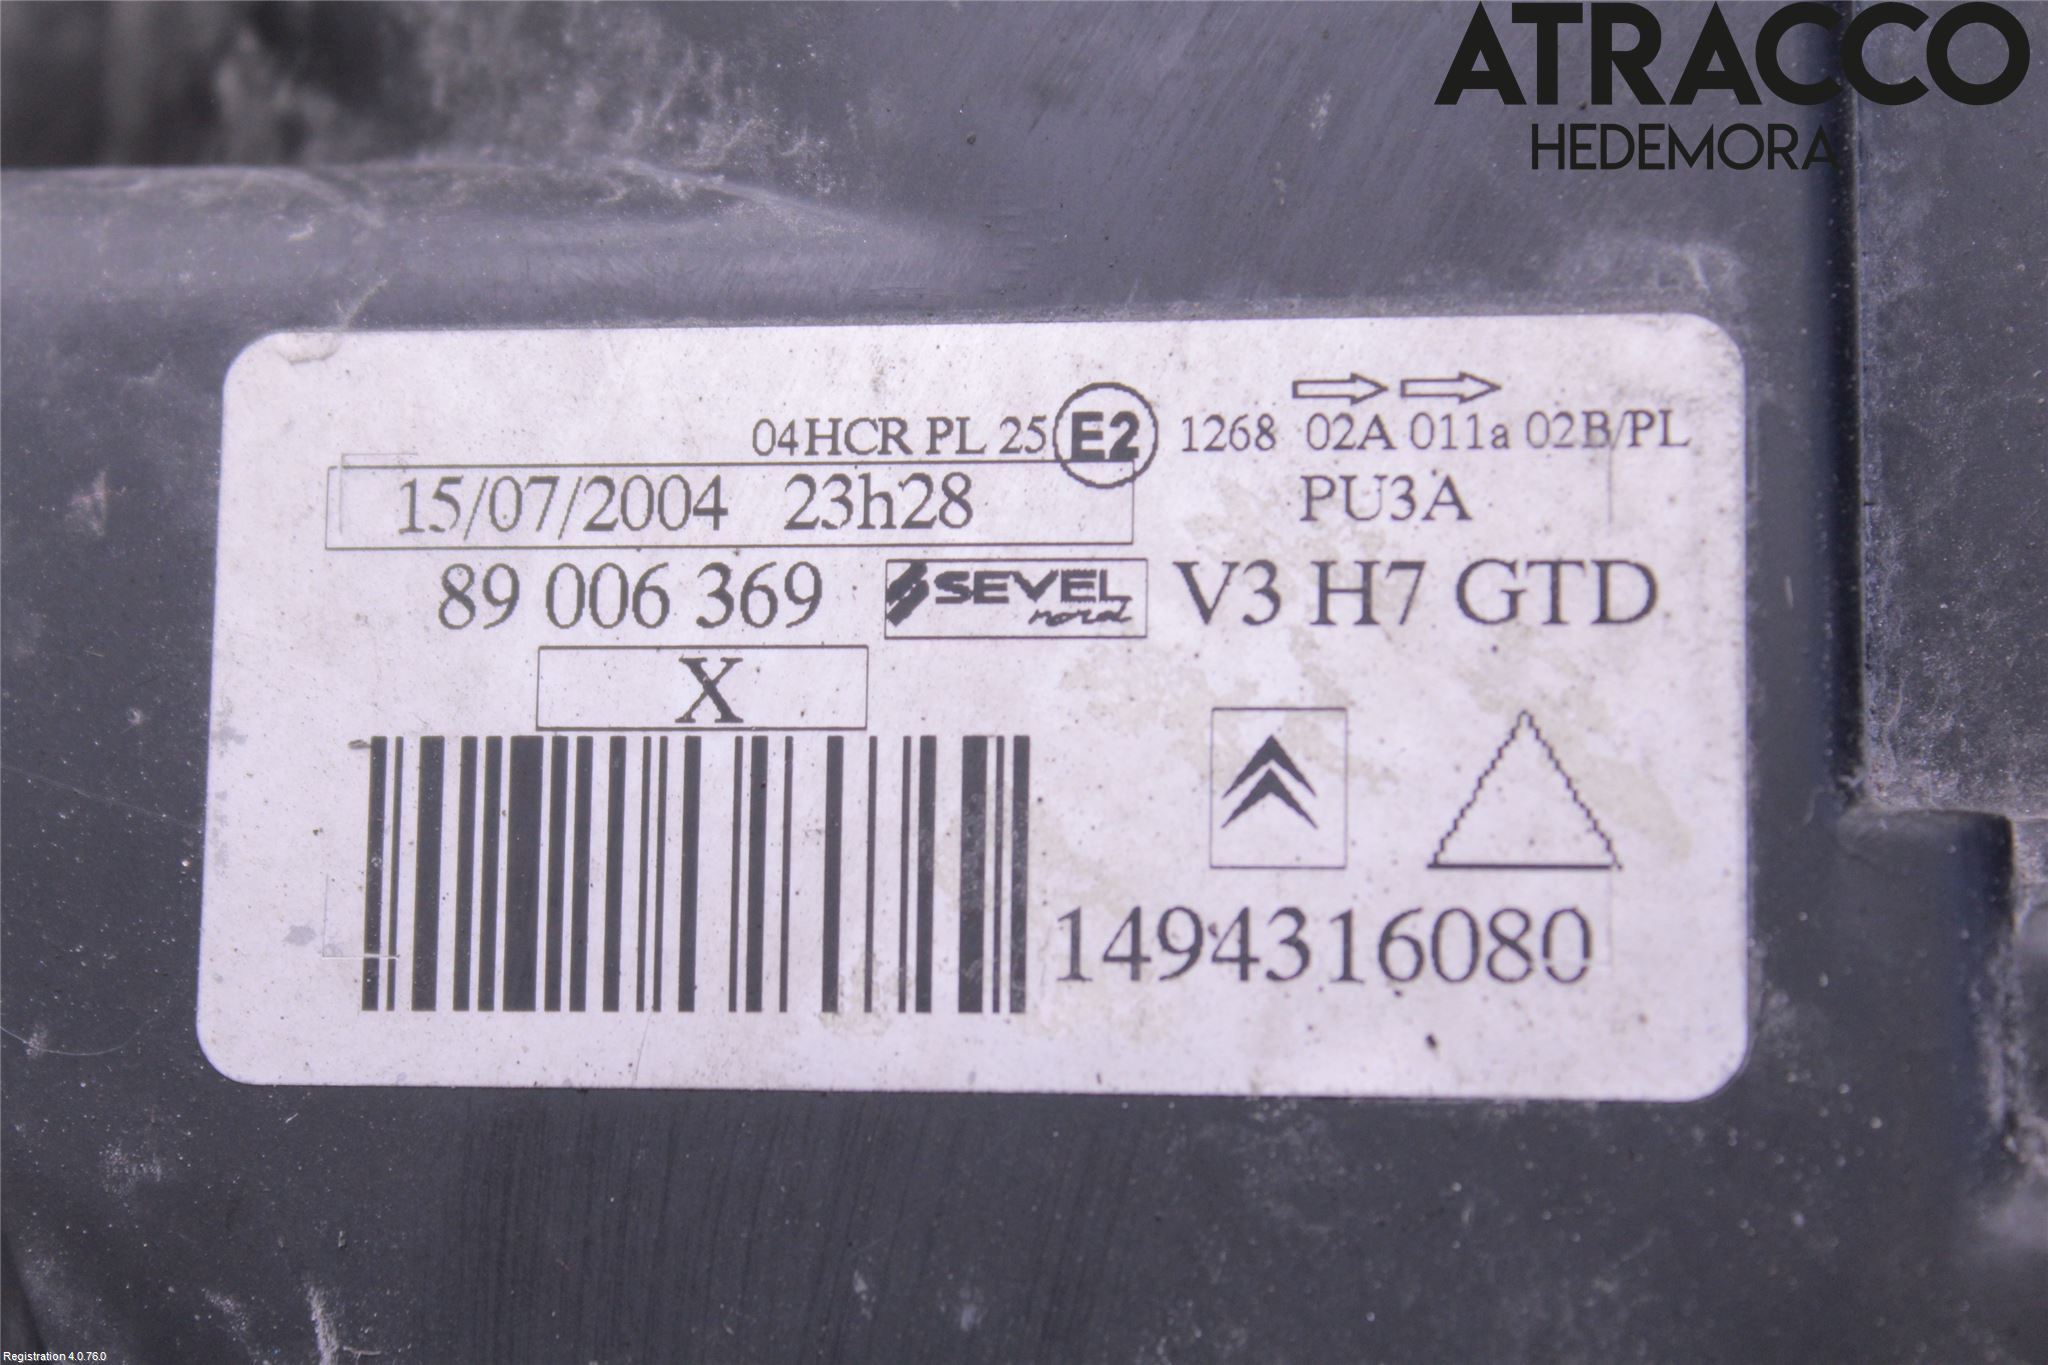 ATRACCO
HEDEMORA
04HCR PL 25 E2 1268 02A 011a 02B/PL
15/07/2004 23h28 PU3A
89 006 369 SEVEL nord V3 H7 GTD
X
1494316080
Registration 4.0.76.0